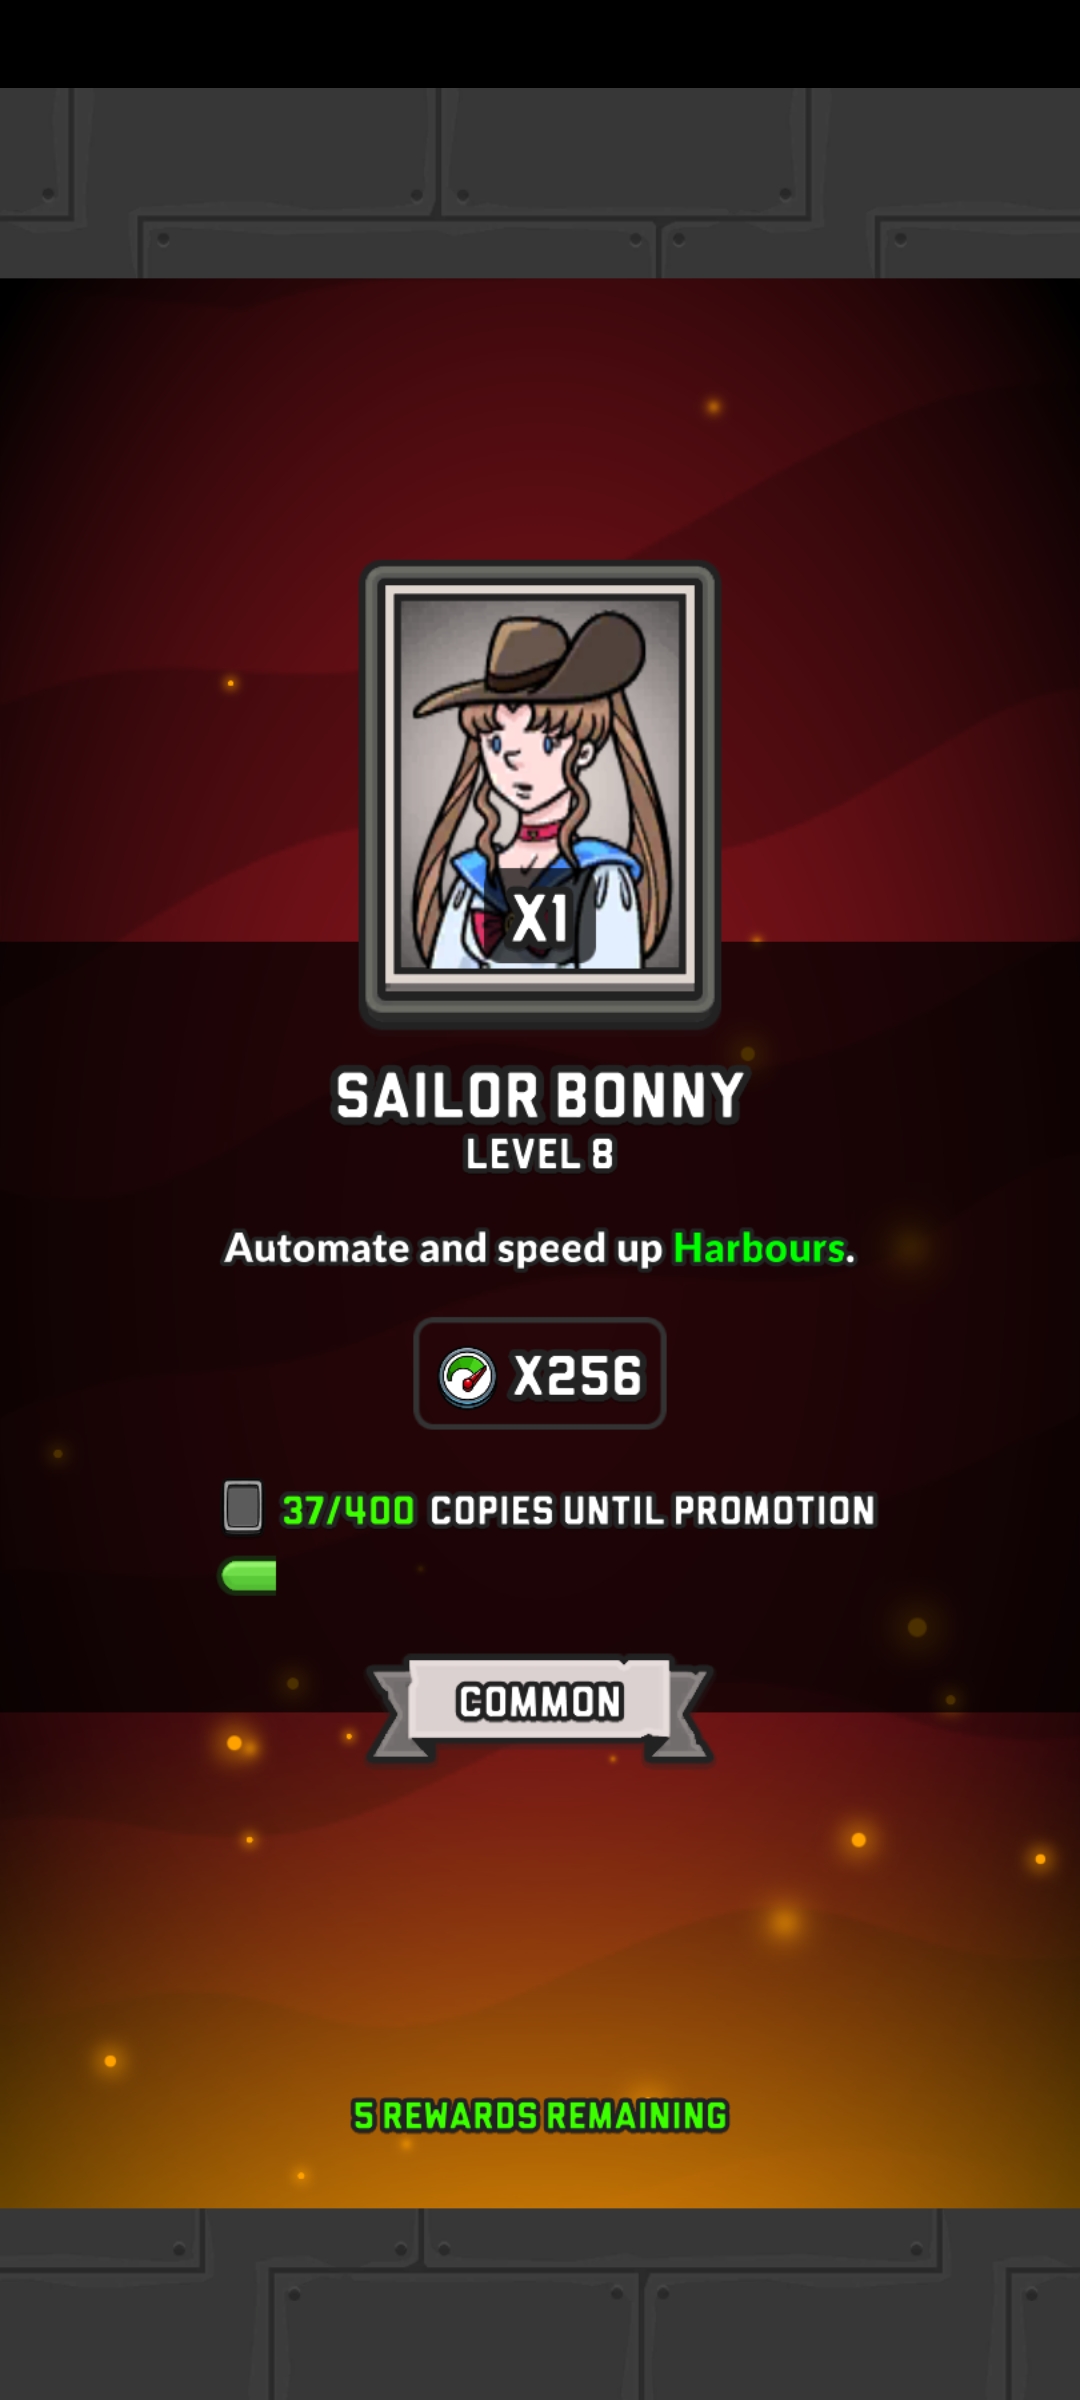 X1
SAILOR BONNY
LEVEL 8
Automate and speed up Harbours.
X256
37/400 COPIES UNTIL PROMOTION
COMMON
5 REWARDS REMAINING